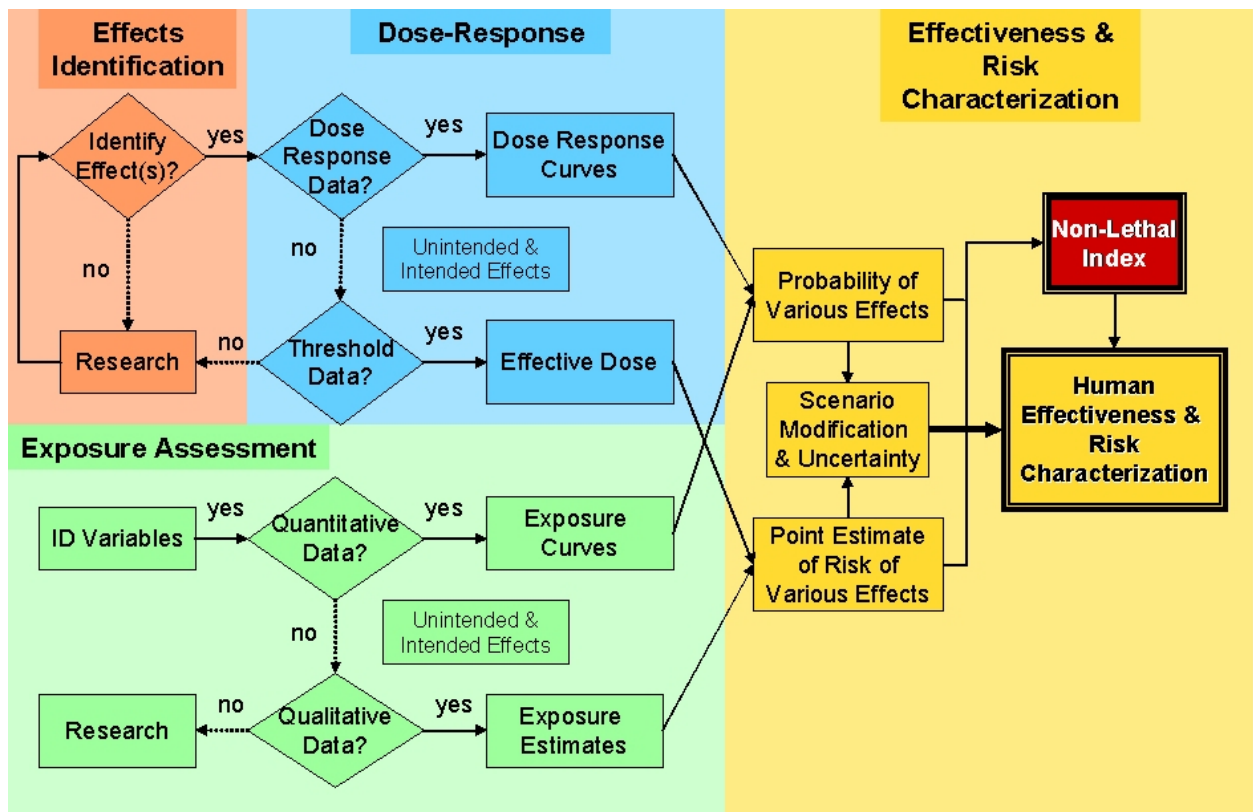 Effects
Identification
Dose-Response
Effectiveness &
Risk
Characterization
Identify
Effect(s)?
yes
Dose
Response
Data?
yes
Dose Response
Curves
no
no
Unintended &
Intended Effects
Research
no
Threshold
Data?
yes
Effective Dose
Probability of
Various Effects
Non-Lethal
Index
Scenario
Modification
& Uncertainty
Human
Effectiveness &
Risk
Characterization
Exposure Assessment
ID Variables
yes
Quantitative
Data?
yes
Exposure
Curves
Point Estimate
of Risk of
Various Effects
no
Unintended &
Intended Effects
Research
no
Qualitative
Data?
yes
Exposure
Estimates